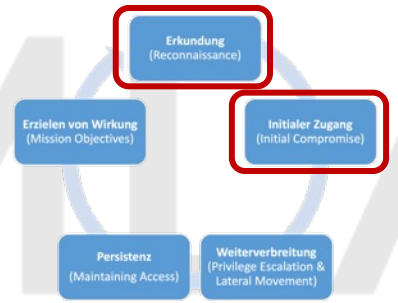 Erkundung
(Reconnaissance)
Initialer Zugang
(Initial Compromise)
Weiterverbreitung
(Privilege Escalation &
Lateral Movement)
Persistenz
(Maintaining Access)
Erzielen von Wirkung
(Mission Objectives)